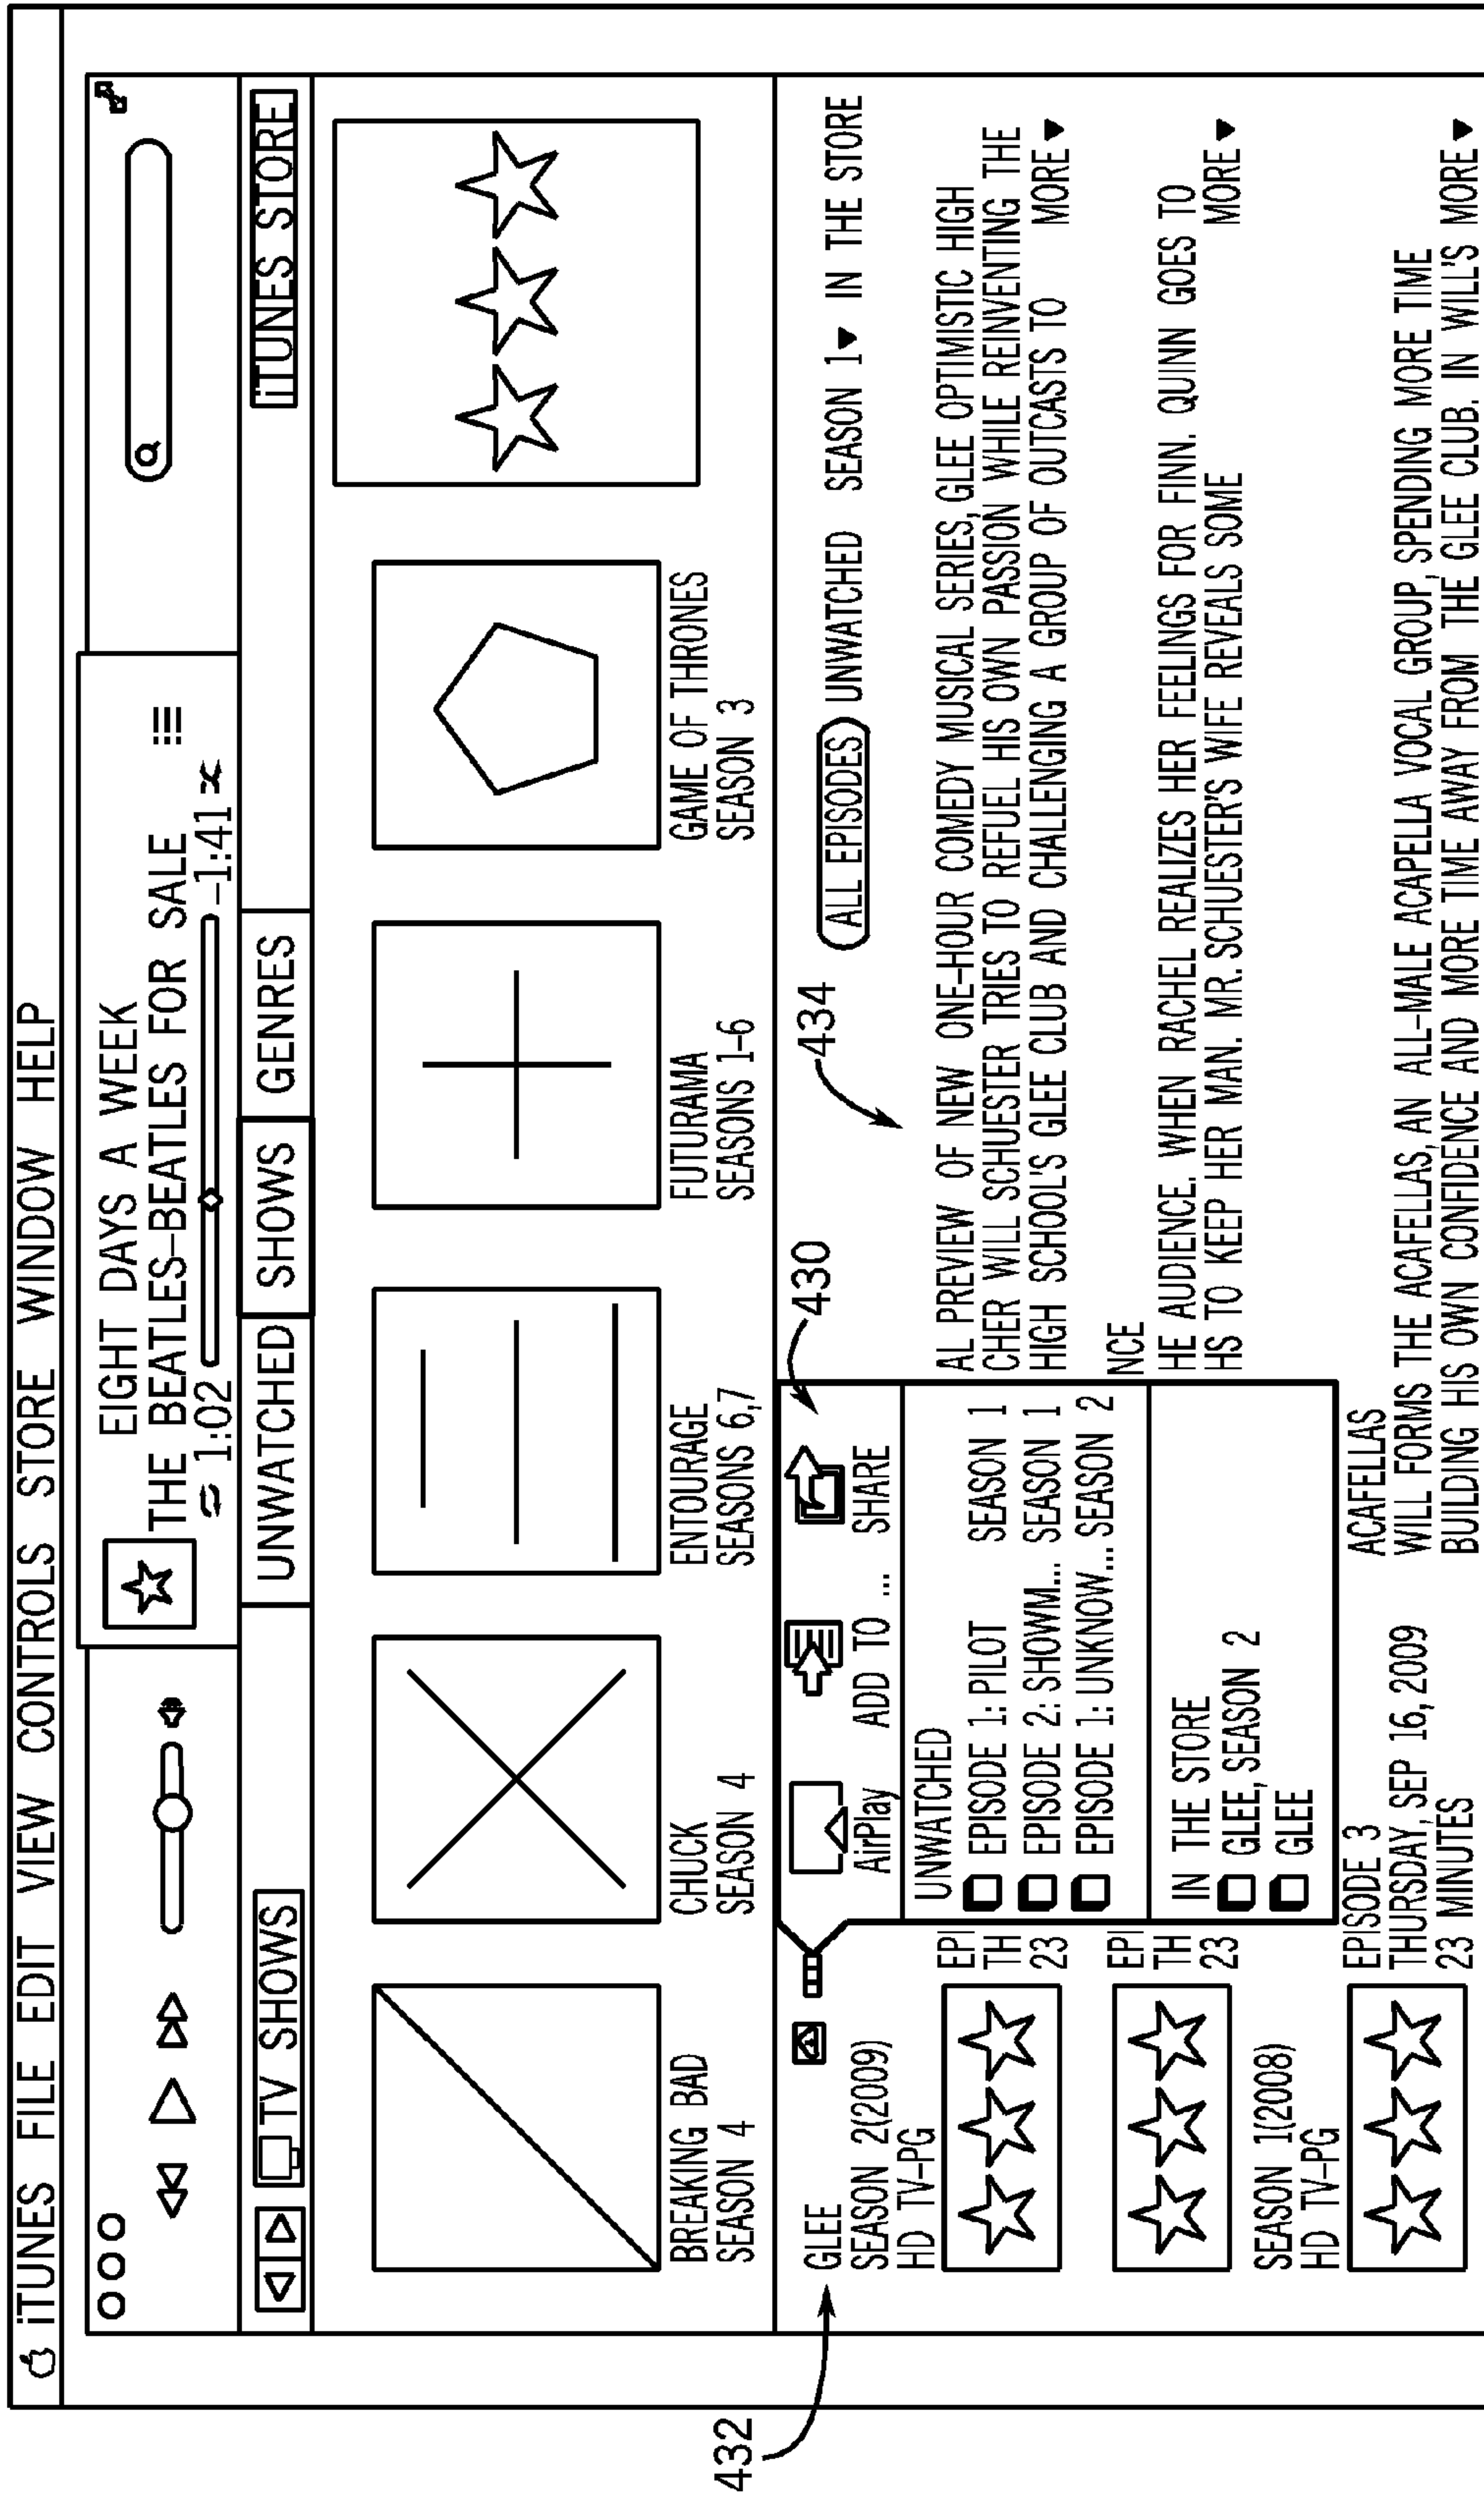 iTUNES FILE EDIT VIEW CONTROLS STORE WINDOW HELP
EIGHT DAYS A WEEK
THE BEATLES-BEATLES FOR SALE
1:02 -1:41
TV SHOWS UNWATCHED SHOWS GENRES iTUNES STORE
BREAKING BAD
SEASON 4
CHUCK
SEASON 4
ENTOURAGE
SEASONS 6,7
FUTURAMA
SEASONS 1-6
GAME OF THRONES
SEASON 3
432
430
434
GLEE
SEASON 2(2009)
HD TV-PG
ALL EPISODES UNWATCHED SEASON 1 IN THE STORE
AirPlay ADD TO ... SHARE
UNWATCHED
EPISODE 1: PILOT SEASON 1
EPISODE 2: SHOWM... SEASON 1
EPISODE 1: UNKNOW... SEASON 2
IN THE STORE
GLEE, SEASON 2
GLEE
EPI
TH
23
AL PREVIEW OF NEW ONE-HOUR COMEDY MUSICAL SERIES, GLEE OPTIMISTIC HIGH
CHER WILL SCHUESTER TRIES TO REFUEL HIS OWN PASSION WHILE REINVENTING THE
HIGH SCHOOL'S GLEE CLUB AND CHALLENGING A GROUP OF OUTCASTS TO MORE
EPI
TH
23
NCE
HE AUDIENCE. WHEN RACHEL REALIZES HER FEELINGS FOR FINN. QUINN GOES TO
HS TO KEEP HER MAN. MR. SCHUESTER'S WIFE REVEALS SOME MORE
SEASON 1(2008)
HD TV-PG
EPISODE 3
THURSDAY, SEP 16, 2009
23 MINUTES
ACAFELLAS
WILL FORMS THE ACAFELLAS, AN ALL-MALE ACAPELLA VOCAL GROUP, SPENDING MORE TIME
BUILDING HIS OWN CONFIDENCE AND MORE TIME AWAY FROM THE GLEE CLUB. IN WILL'S MORE